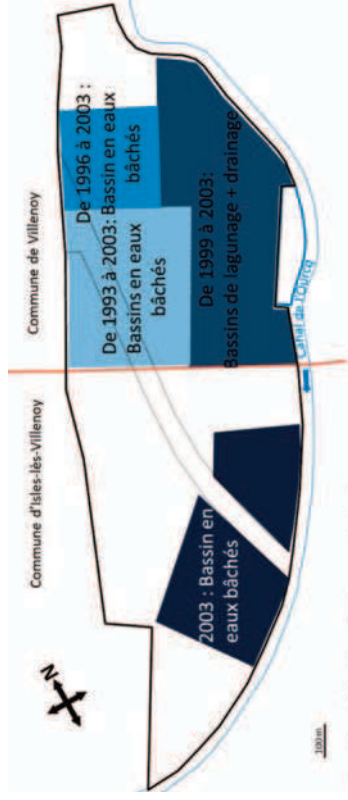 Commune d'Isles-lès-Villenoy
Commune de Villenoy
N
De 1996 à 2003 :
Bassin en eaux
bâchés
De 1993 à 2003:
Bassins en eaux
bâchés
De 1999 à 2003:
Bassins de lagunage + drainage
2003 : Bassin en
eaux bâchés
Canal de l'Ourcq
100 m